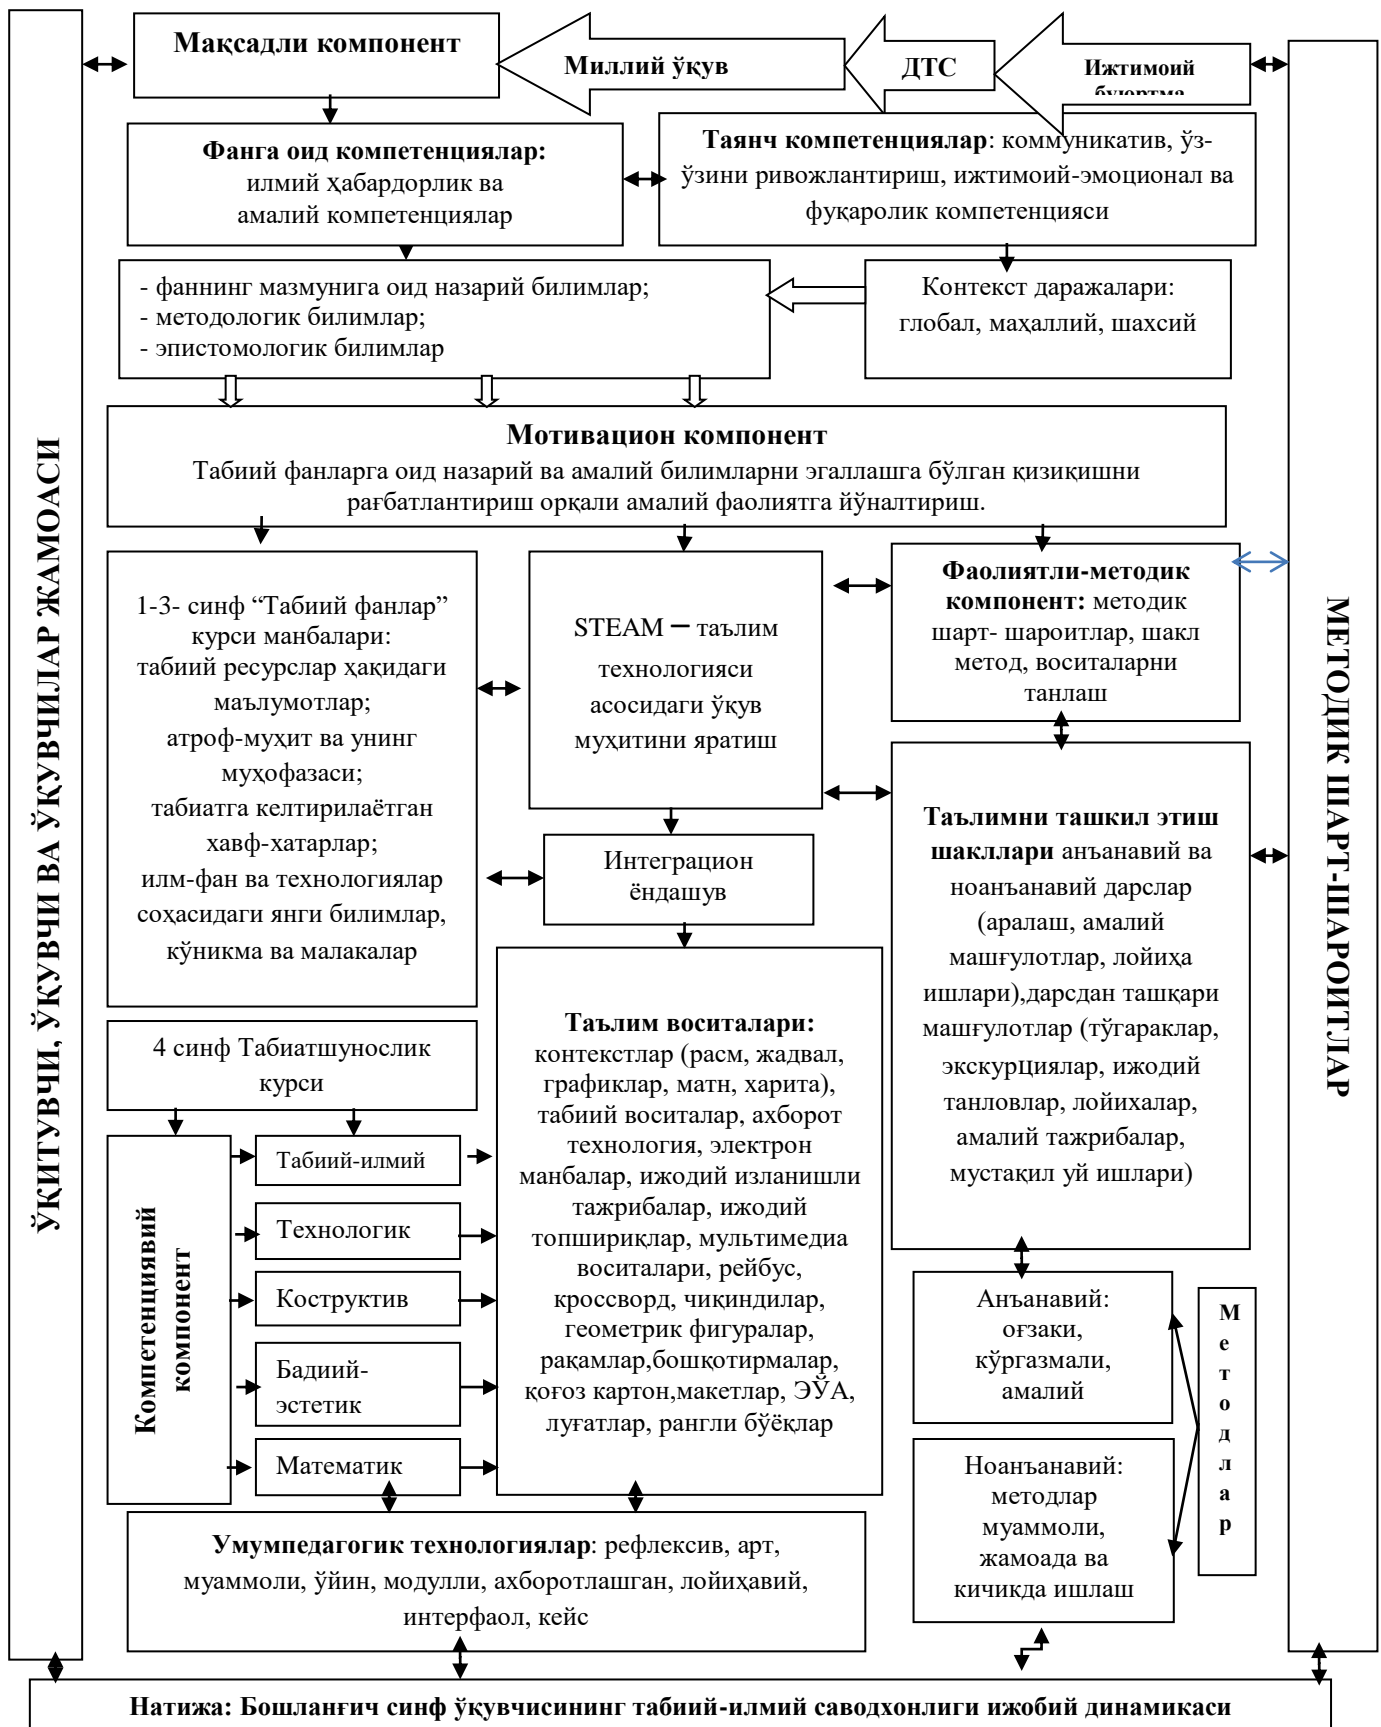 Мақсадли компонент
Миллий ўқув
ДТС
Ижтимоий
буюртма
Фанга оид компетенциялар:
илмий ҳабардорлик ва
амалий компетенциялар
Таянч компетенциялар: коммуникатив, ўз-
ўзини ривожлантириш, ижтимоий-эмоционал ва
фуқаролик компетенцияси
- фаннинг мазмунига оид назарий билимлар;
- методологик билимлар;
- эпистомологик билимлар
Контекст даражалари:
глобал, маҳаллий, шахсий
Мотивацион компонент
Табиий фанларга оид назарий ва амалий билимларни эгаллашга бўлган қизиқишни
рағбатлантириш орқали амалий фаолиятга йўналтириш.
ЎҚИТУВЧИ, ЎҚУВЧИ ВА ЎҚУВЧИЛАР ЖАМОАСИ
1-3- синф “Табиий фанлар”
курси манбалари:
табиий ресурслар ҳақидаги
маълумотлар;
атроф-муҳит ва унинг
муҳофазаси;
табиатга келтирилаётган
хавф-хатарлар;
илм-фан ва технологиялар
соҳасидаги янги билимлар,
кўникма ва малакалар
STEAM – таълим
технологияси
асосидаги ўқув
муҳитини яратиш
Фаолиятли-методик
компонент: методик
шарт- шароитлар, шакл
метод, воситаларни
танлаш
МЕТОДИК ШАРТ-ШАРОИТЛАР
Интеграцион
ёндашув
Таълимни ташкил этиш
шакллари анъанавий ва
ноанъанавий дарслар
(аралаш, амалий
машғулотлар, лойиҳа
ишлари),дарсдан ташқари
машғулотлар (тўгараклар,
экскурциялар, ижодий
танловлар, лойихалар,
амалий тажрибалар,
мустақил уй ишлари)
4 синф Табиатшунослик
курси
Таълим воситалари:
контекстлар (расм, жадвал,
графиклар, матн, харита),
табиий воситалар, ахборот
технология, электрон
манбалар, ижодий изланишли
тажрибалар, ижодий
топшириқлар, мультимедиа
воситалари, рейбус,
кроссворд, чиқиндилар,
геометрик фигуралар,
рақамлар,бошқотирмалар,
қоғоз картон,макетлар, ЭЎА,
луғатлар, рангли бўёқлар
Компетенциявий
компонент
Табиий-илмий
Технологик
Коструктив
Бадиий-
эстетик
Математик
Анъанавий:
оғзаки,
кўргазмали,
амалий
Ноанъанавий:
методлар
муаммоли,
жамоада ва
кичикда ишлаш
М
е
т
о
д
л
а
р
Умумпедагогик технологиялар: рефлексив, арт,
муаммоли, ўйин, модулли, ахборотлашган, лойиҳавий,
интерфаол, кейс
Натижа: Бошланғич синф ўқувчисининг табиий-илмий саводхонлиги ижобий динамикаси